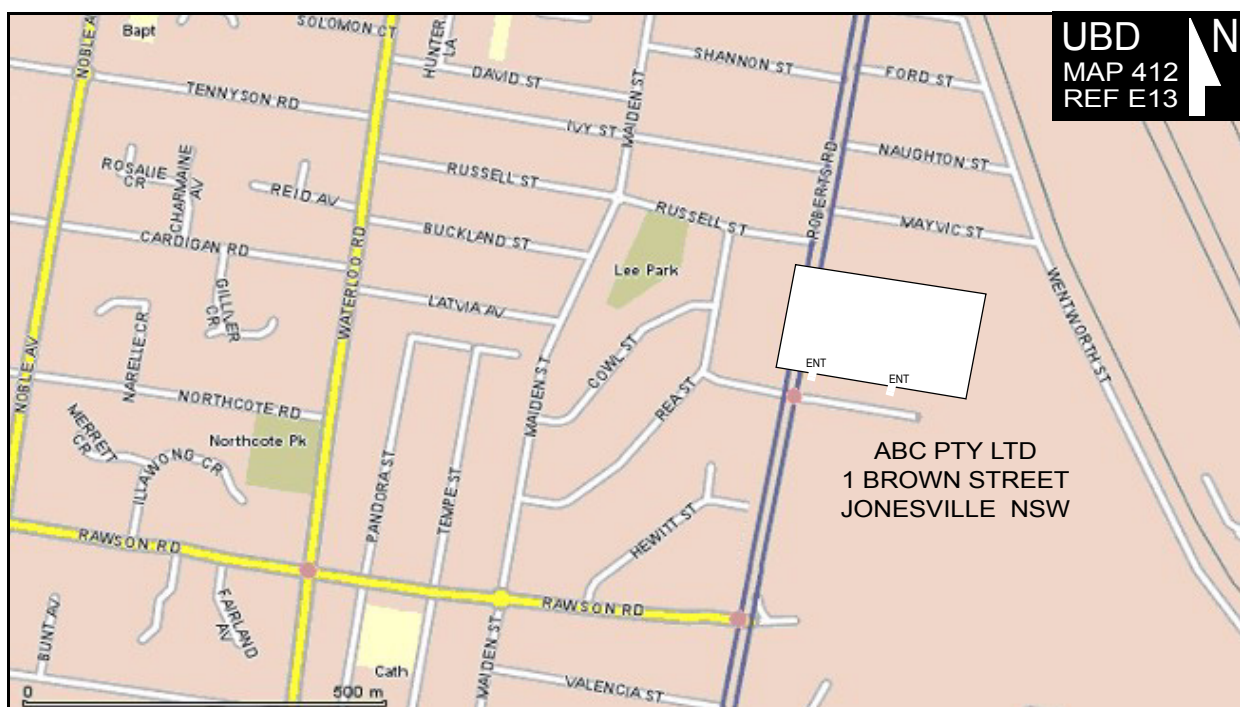 NOBLE A
Bapt
SOLOMON CT
HUNTER
LA
UBD
N
MAP 412
REF E13
SHANNON ST
DAVID ST
FORD ST
TENNYSON RD
MAIDEN ST
IVY ST
NAUGHTON ST
ROSALIE
CR
CHARMAINE
AV
RUSSELL ST
REID AV
ROBERTS RD
RUSSELL ST
MAYVIC ST
CARDIGAN RD
BUCKLAND ST
WATERLOO RD
Lee Park
GILLIVER
CR
LATVIA AV
WENTWORTH ST
NARELLE CR
NOBLE AV
COWL ST
ENT
ENT
MAIDEN ST
REA ST
NORTHCOTE RD
MERRETT
CR
Northcote Pk
ILLAWONG CR
ABC PTY LTD
1 BROWN STREET
JONESVILLE NSW
PANDORA ST
TEMPE ST
HEWITT ST
RAWSON RD
RAWSON RD
FAIRLAND
AV
BUNT AV
MAIDEN ST
Cath
VALENCIA ST
0
500 m